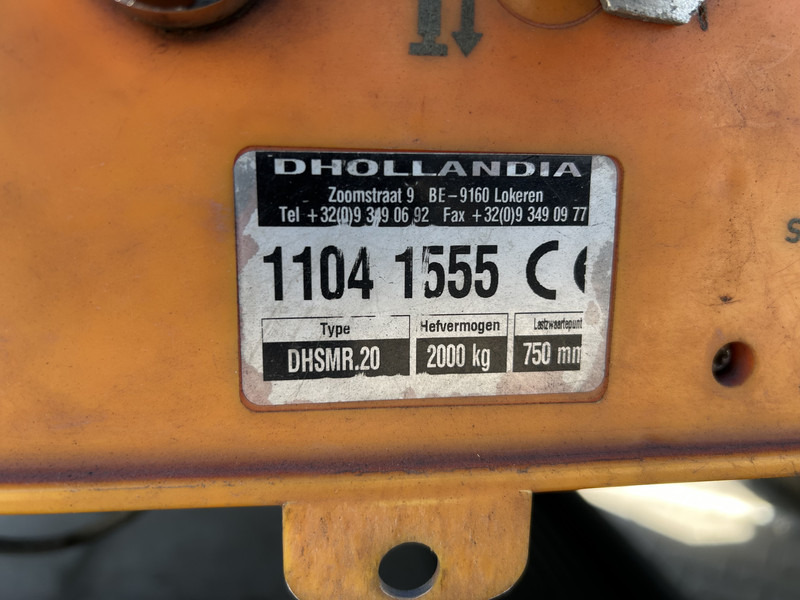 DHOLLANDIA
Zoomstraat 9 BE-9160 Lokeren
Tel +32(0)9 349 06 92 Fax +32(0)9 349 09 77
1104 1555 CE
Type Hefvermogen Lastzwaartepunt
DHSMR.20 2000 kg 750 mm
S